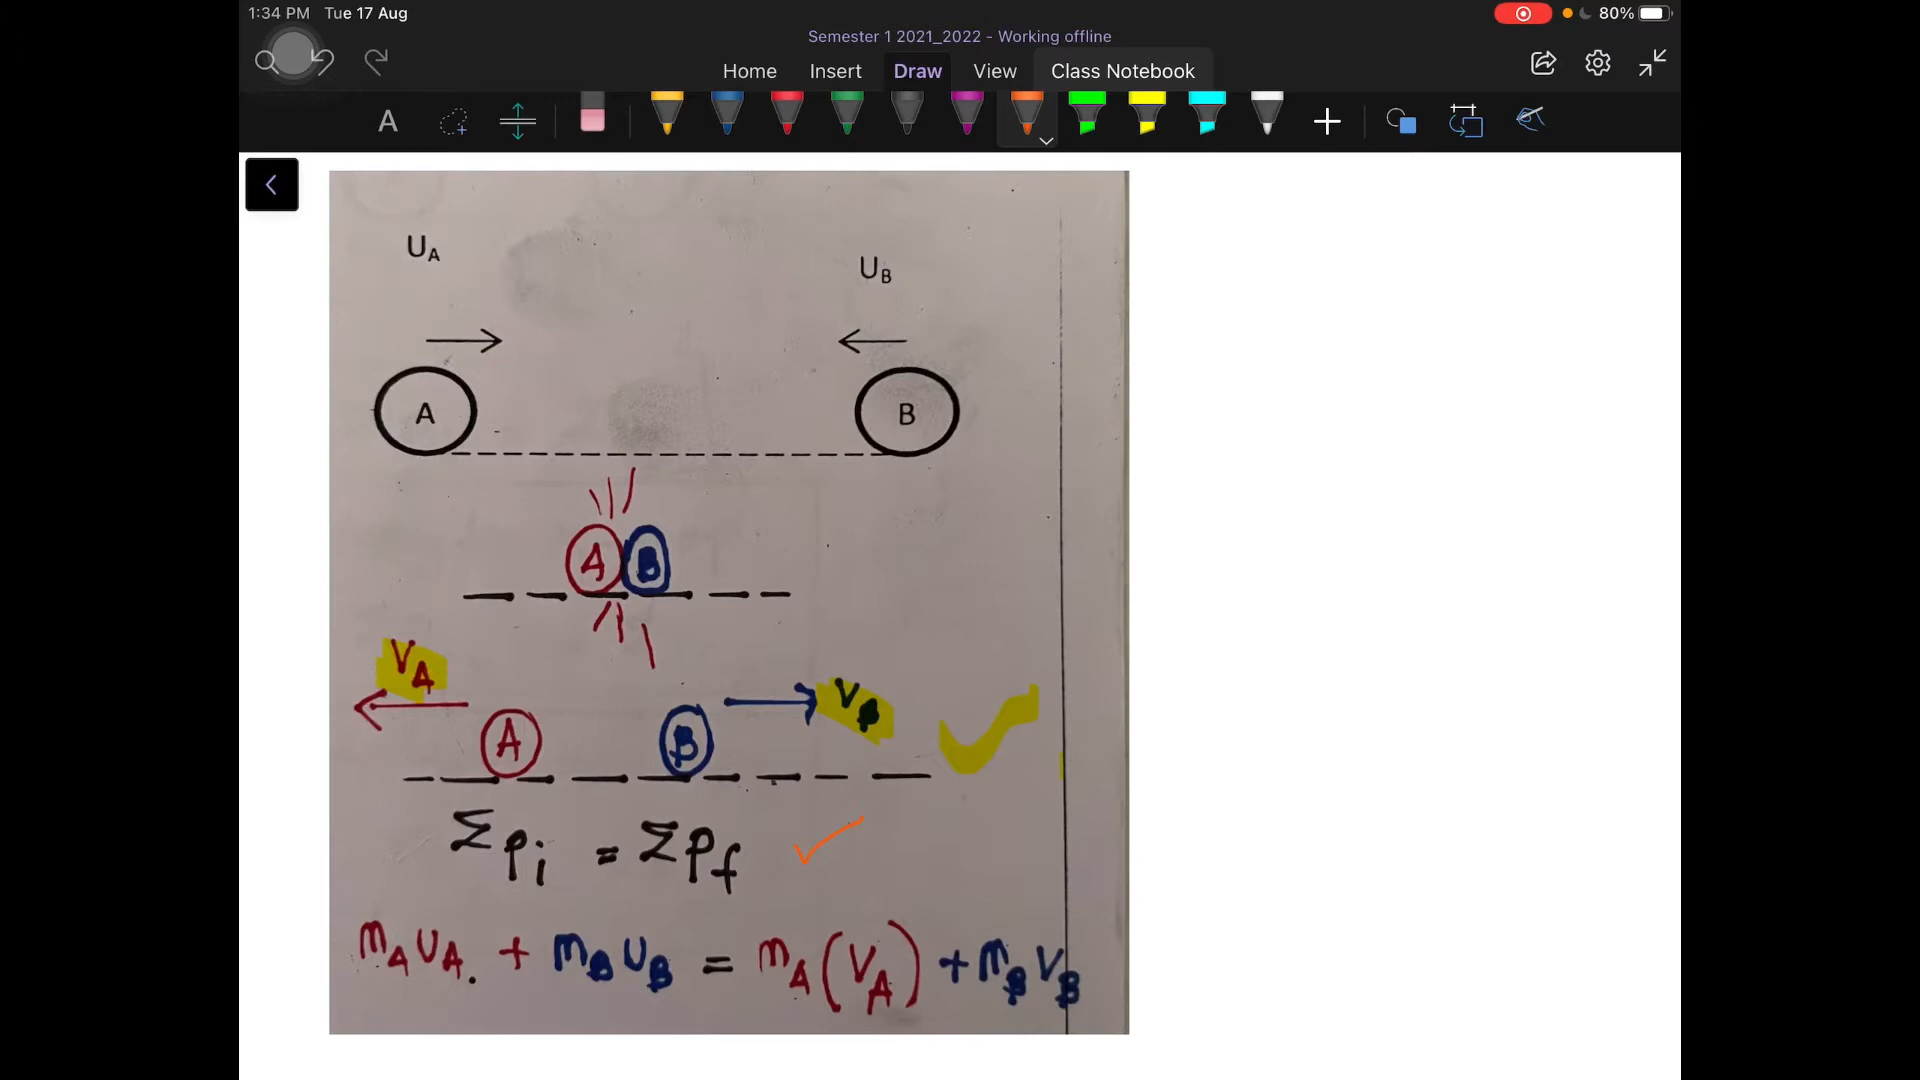 1:34 PM Tue 17 Aug
80%
Semester 1 2021_2022 - Working offline
Home Insert Draw View Class Notebook
A
UA
UB
A B
A B
VA
VB
A B
Σpi = Σpf
mAUA. + mBUB = mA(VA) + mBVB